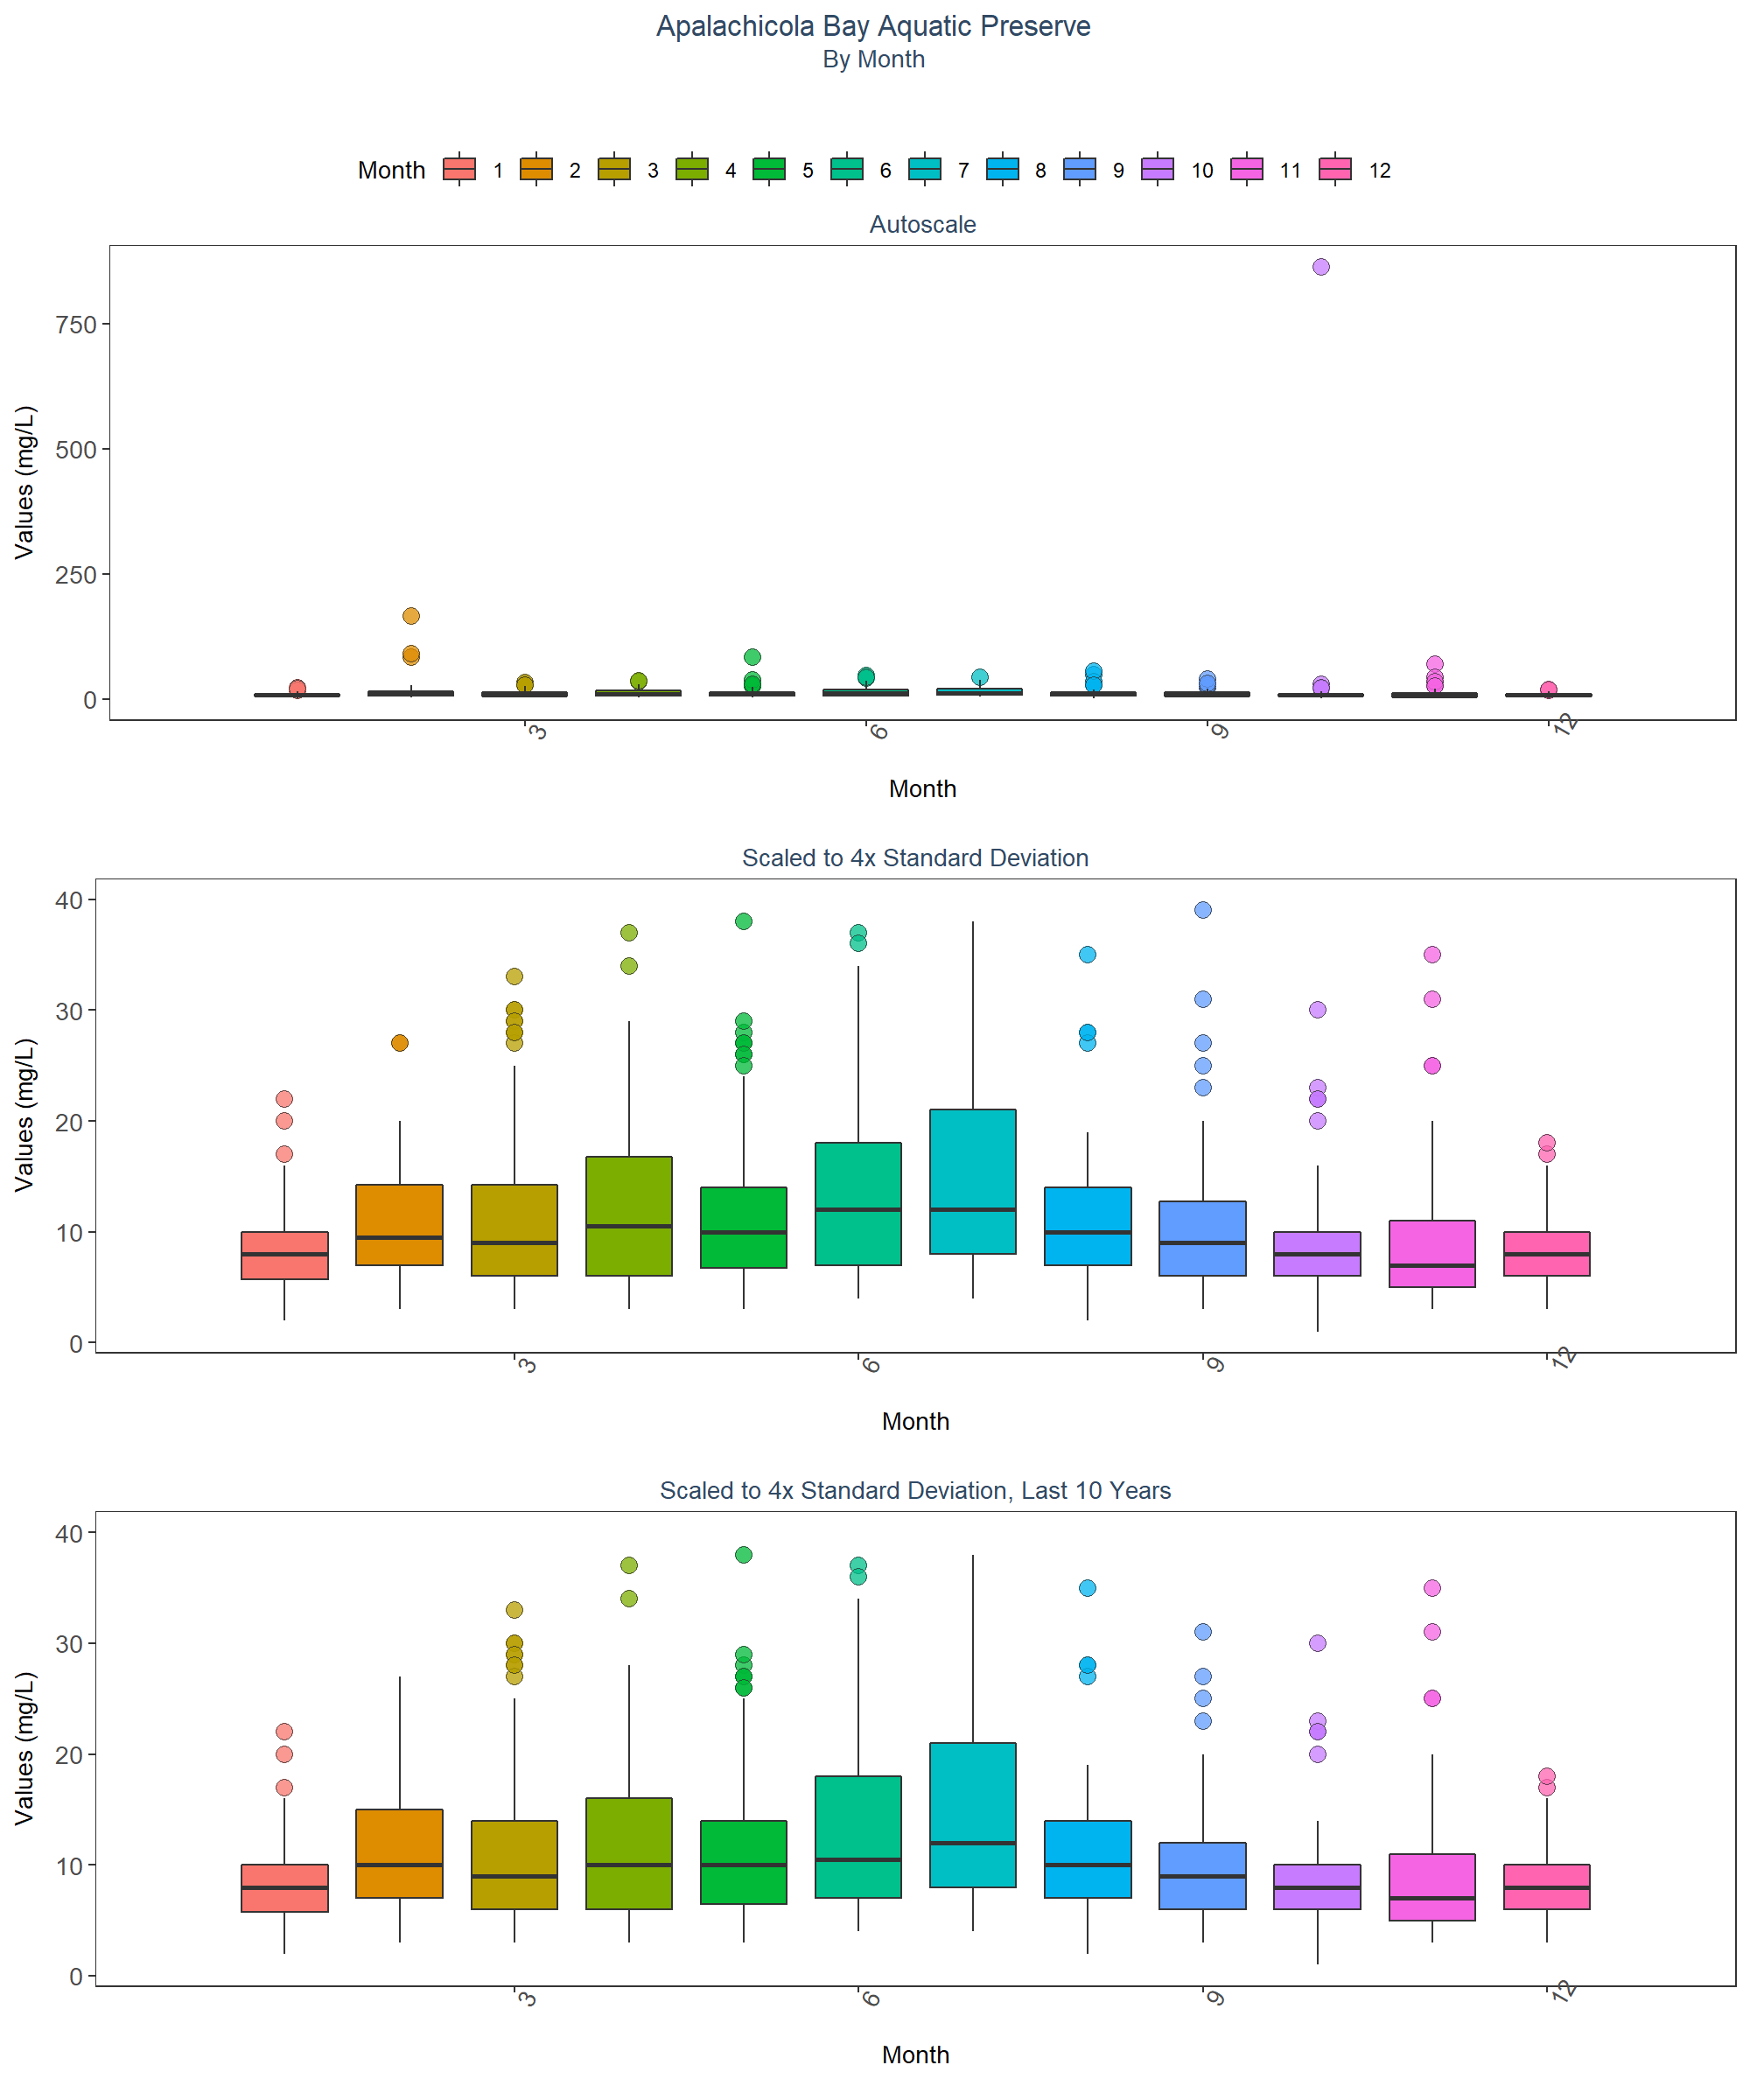 Apalachicola Bay Aquatic Preserve
By Month
Month 1 2 3 4 5 6 7 8 9 10 11 12
Autoscale
Values (mg/L)
750
500
250
0
3 6 9 12
Month
Scaled to 4x Standard Deviation
Values (mg/L)
40
30
20
10
0
3 6 9 12
Month
Scaled to 4x Standard Deviation, Last 10 Years
Values (mg/L)
40
30
20
10
0
3 6 9 12
Month